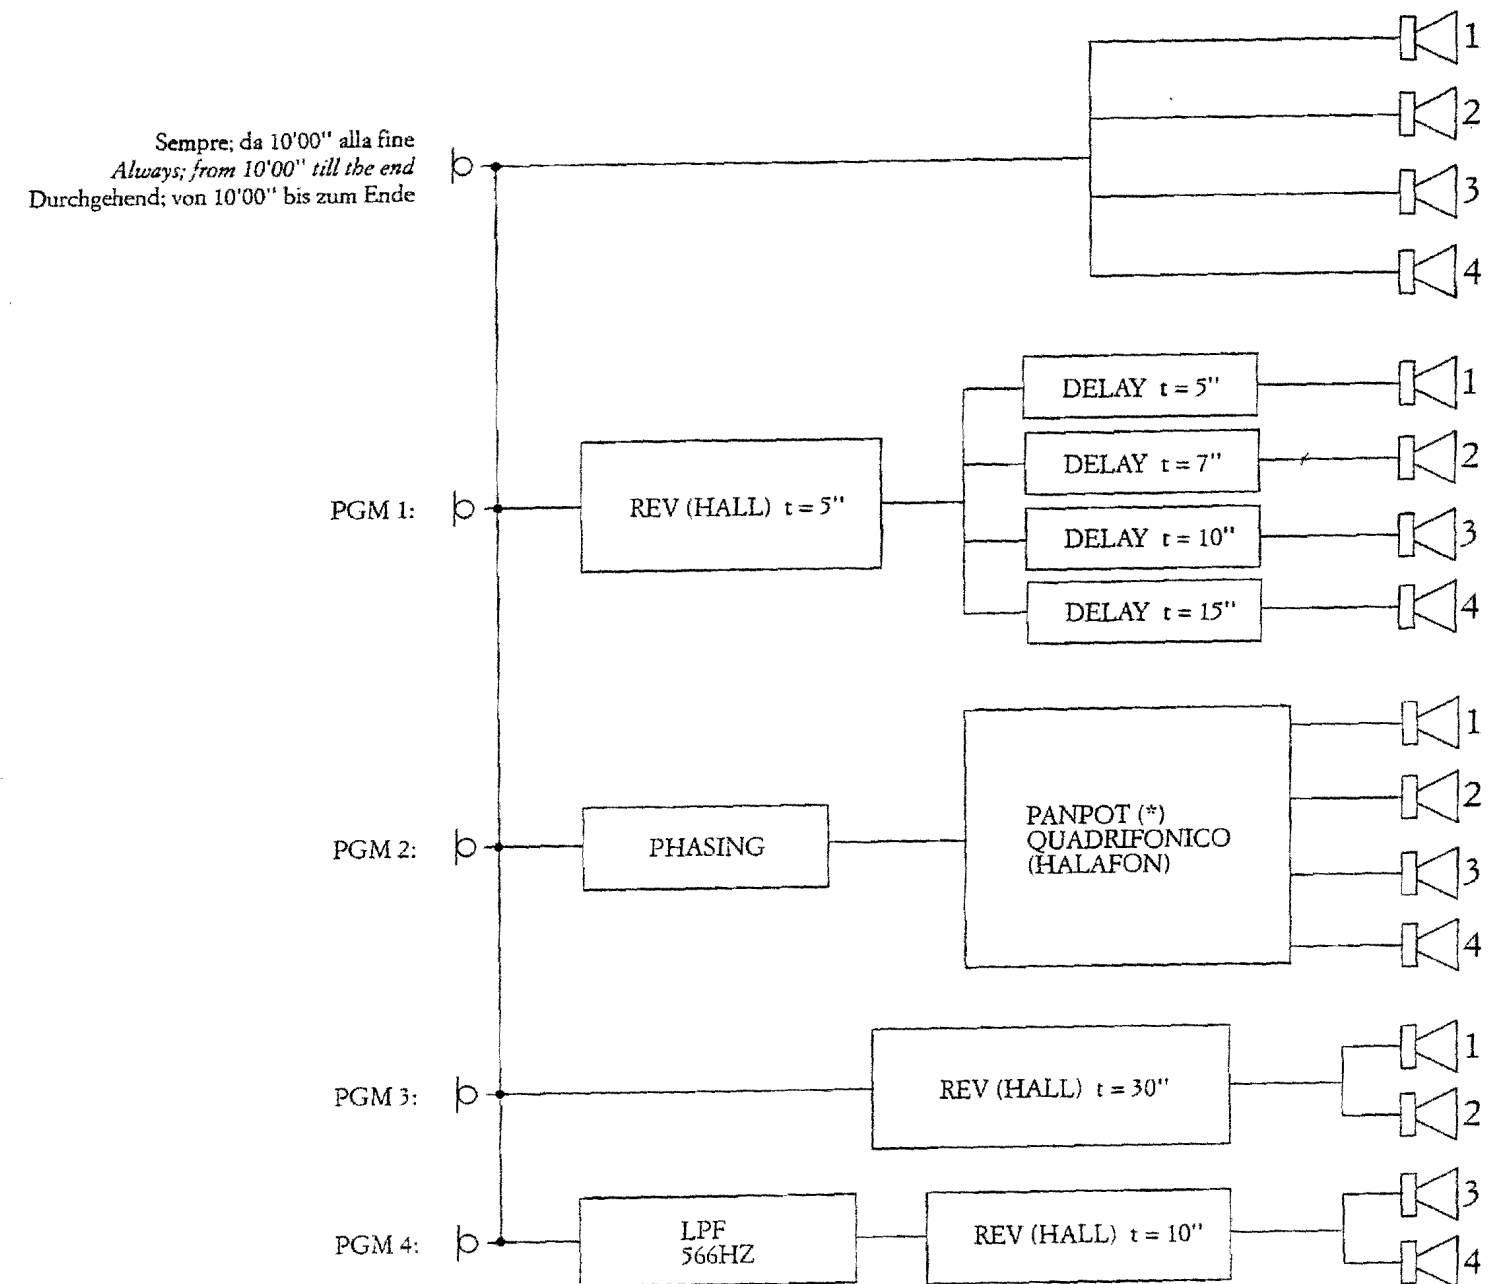 1
2
Sempre; da 10'00" alla fine
Always; from 10'00" till the end
Durchgehend; von 10'00" bis zum Ende
3
4
DELAY t = 5"
1
DELAY t = 7"
2
PGM 1:
REV (HALL) t = 5"
DELAY t = 10"
3
DELAY t = 15"
4
1
2
PANPOT (*)
QUADRIFONICO
(HALAFON)
PGM 2:
PHASING
3
4
1
PGM 3:
REV (HALL) t = 30"
2
3
PGM 4:
LPF
566HZ
REV (HALL) t = 10"
4